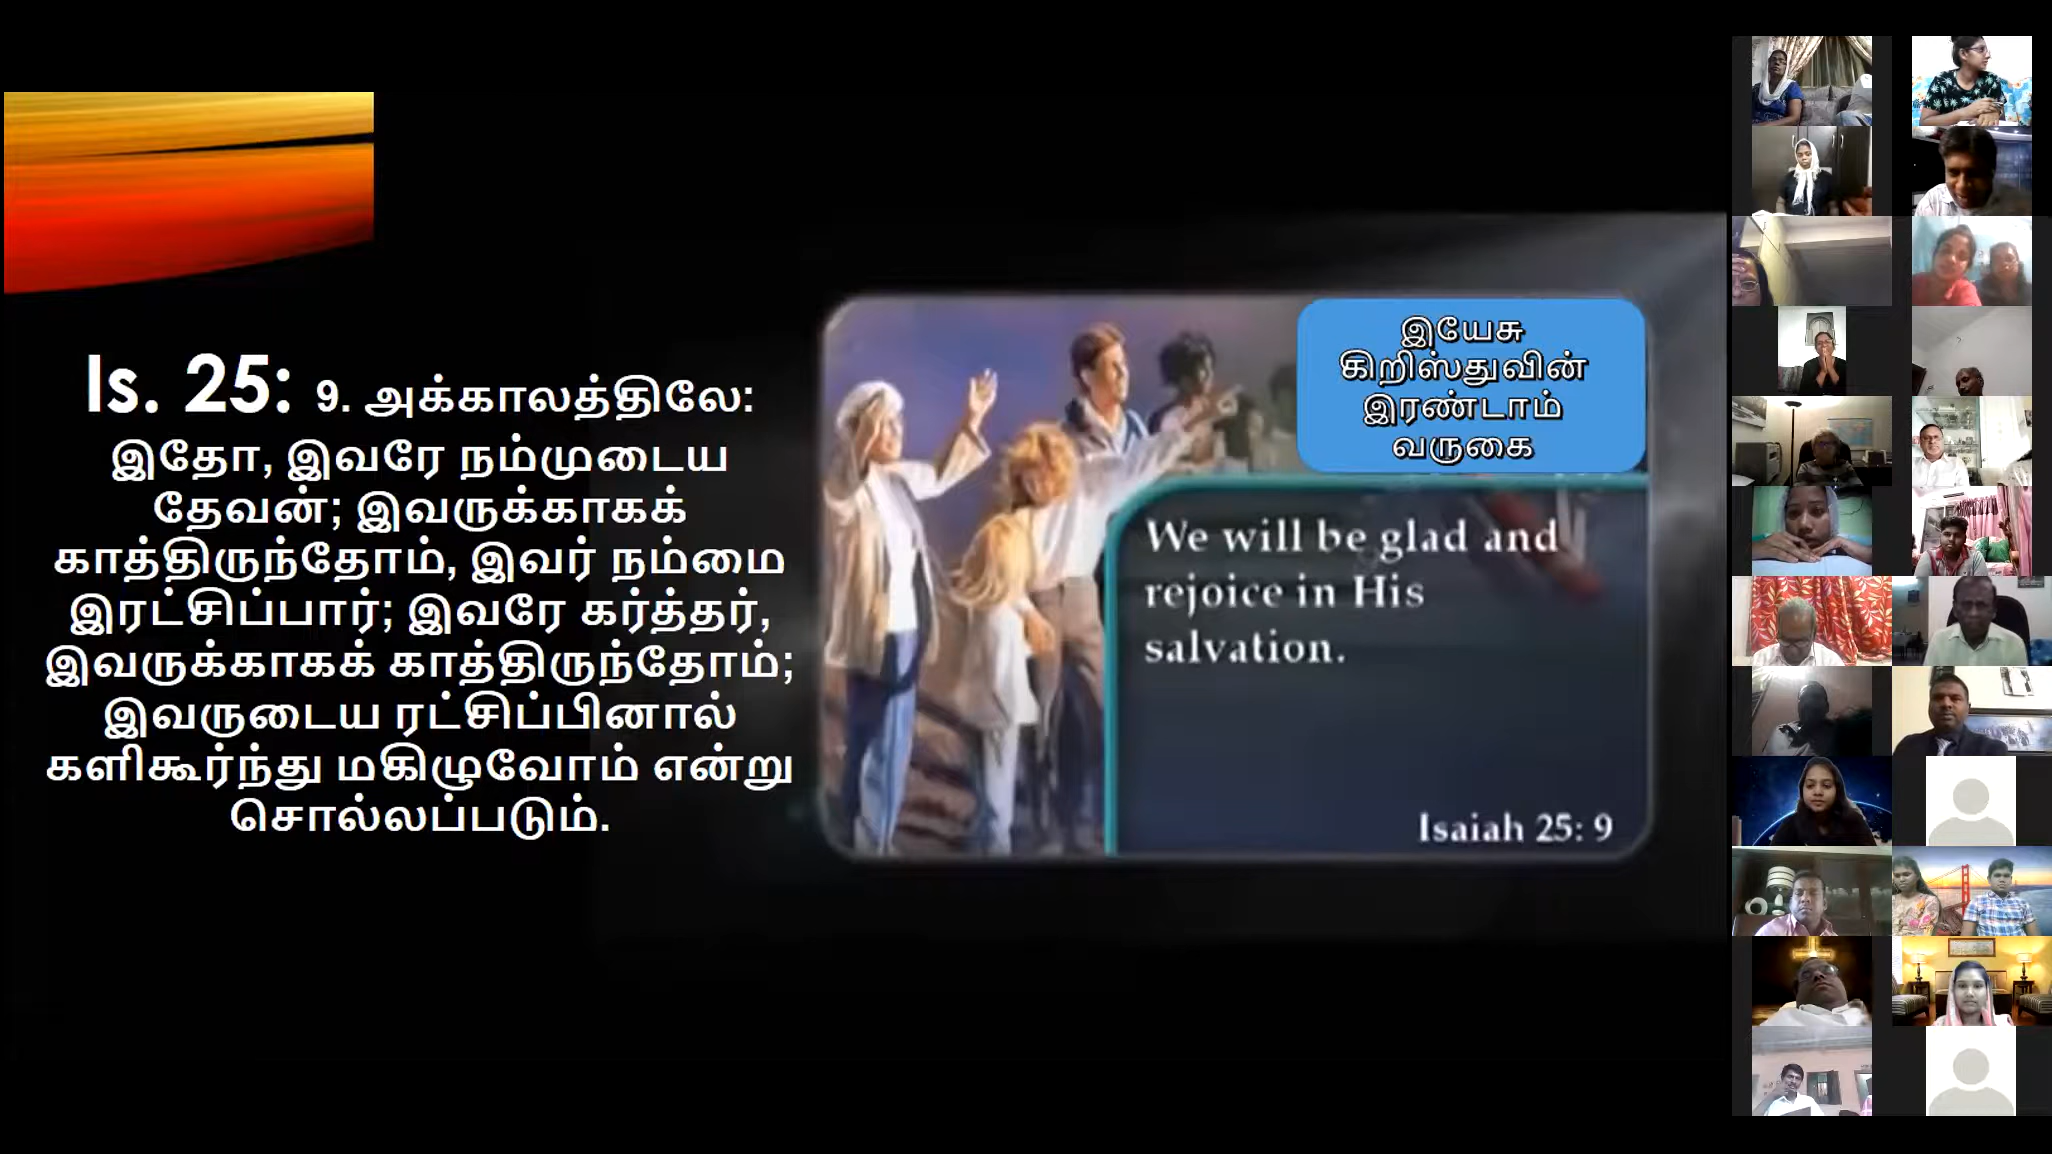 Is. 25: 9. அக்காலத்திலே:
இதோ, இவரே நம்முடைய
தேவன்; இவருக்காகக்
காத்திருந்தோம், இவர் நம்மை
இரட்சிப்பார்; இவரே கர்த்தர்,
இவருக்காகக் காத்திருந்தோம்;
இவருடைய ரட்சிப்பினால்
களிகூர்ந்து மகிழுவோம் என்று
சொல்லப்படும்.
இயேசு
கிறிஸ்துவின்
இரண்டாம்
வருகை
We will be glad and
rejoice in His
salvation.
Isaiah 25: 9